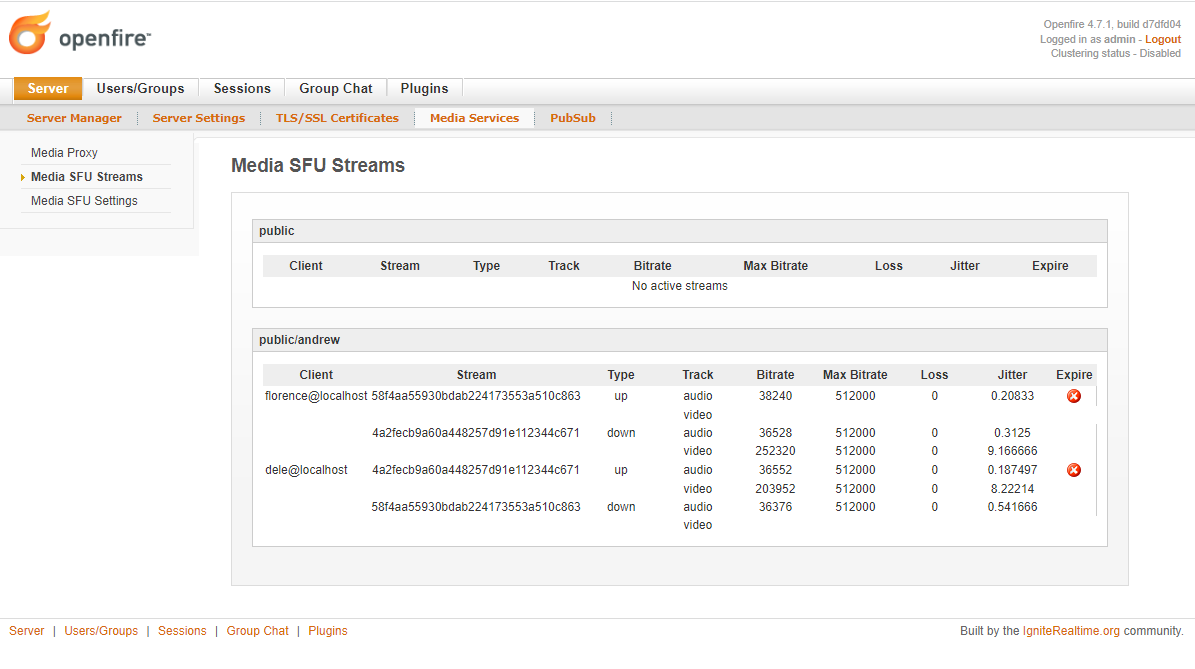 openfire™
Openfire 4.7.1, build d7dfd04
Logged in as admin - Logout
Clustering status - Disabled
Server Users/Groups Sessions Group Chat Plugins
Server Manager Server Settings TLS/SSL Certificates Media Services PubSub
Media Proxy
Media SFU Streams
Media SFU Settings
Media SFU Streams
public
Client Stream Type Track Bitrate Max Bitrate Loss Jitter Expire
No active streams
public/andrew
Client Stream Type Track Bitrate Max Bitrate Loss Jitter Expire
florence@localhost 58f4aa55930bdab224173553a510c863 up audio 38240 512000 0 0.20833
video
4a2fecb9a60a448257d91e112344c671 down audio 36528 512000 0 0.3125
video 252320 512000 0 9.166666
dele@localhost 4a2fecb9a60a448257d91e112344c671 up audio 36552 512000 0 0.187497
video 203952 512000 0 8.22214
58f4aa55930bdab224173553a510c863 down audio 36376 512000 0 0.541666
video
Server | Users/Groups | Sessions | Group Chat | Plugins
Built by the IgniteRealtime.org community.